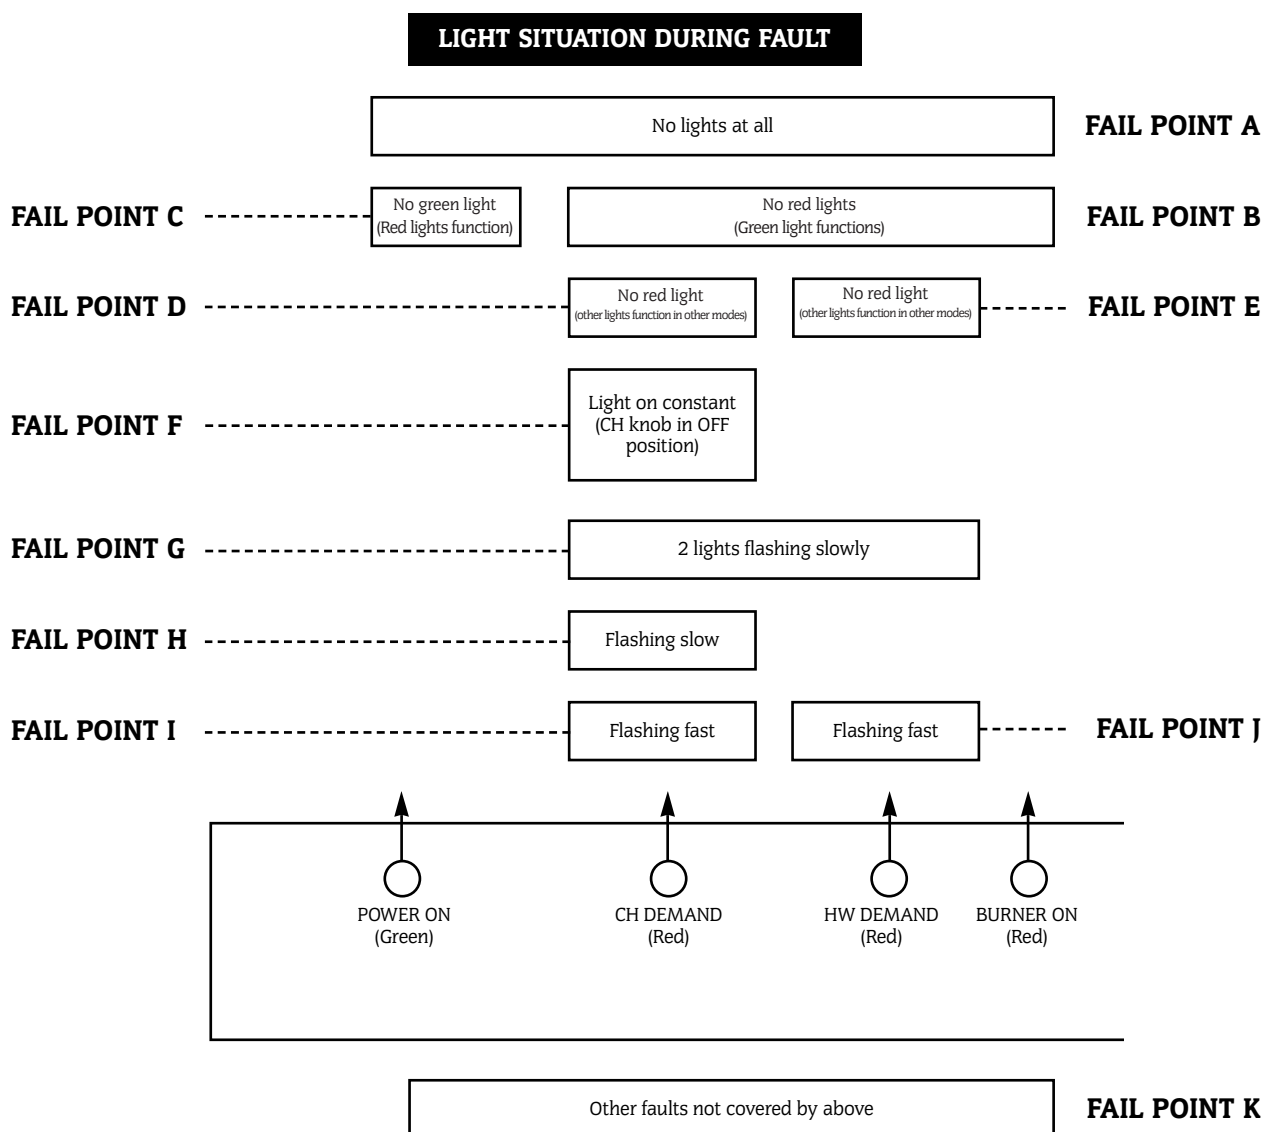 LIGHT SITUATION DURING FAULT
No lights at all
FAIL POINT A
FAIL POINT C
No green light
(Red lights function)
No red lights
(Green light functions)
FAIL POINT B
FAIL POINT D
No red light
(other lights function in other modes)
No red light
(other lights function in other modes)
FAIL POINT E
FAIL POINT F
Light on constant
(CH knob in OFF
position)
FAIL POINT G
2 lights flashing slowly
FAIL POINT H
Flashing slow
FAIL POINT I
Flashing fast
Flashing fast
FAIL POINT J
POWER ON
(Green)
CH DEMAND
(Red)
HW DEMAND
(Red)
BURNER ON
(Red)
Other faults not covered by above
FAIL POINT K